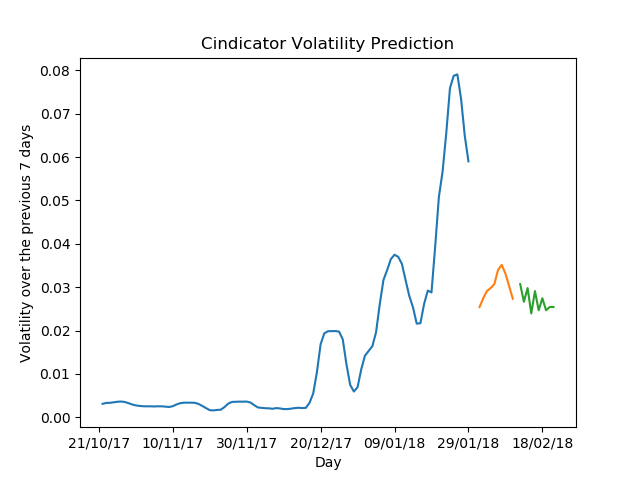 Cindicator Volatility Prediction
Volatility over the previous 7 days
0.08
0.07
0.06
0.05
0.04
0.03
0.02
0.01
0.00
21/10/17 10/11/17 30/11/17 20/12/17 09/01/18 29/01/18 18/02/18
Day